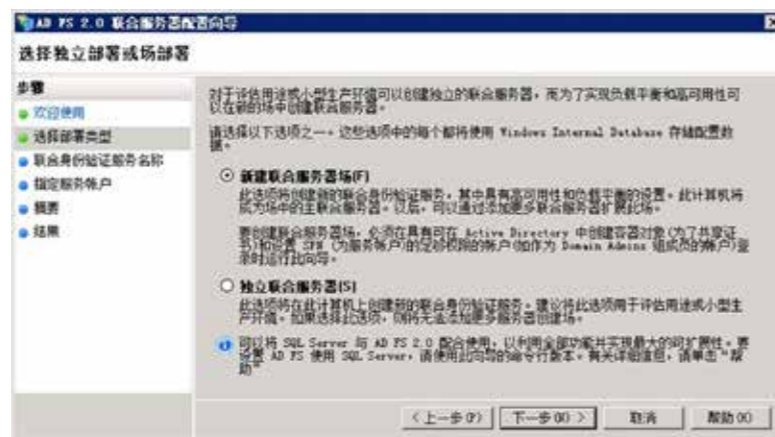 AD FS 2.0 联合服务器配置向导
选择独立部署或场部署
步骤
欢迎使用
选择部署类型
联合身份验证服务名称
指定服务帐户
摘要
结果
对于评估用途或小型生产环境可以创建独立的联合服务器，而为了实现负载平衡和高可用性可
以在新的场中创建联合服务器。
请选择以下选项之一。这些选项中的每个都将使用 Windows Internal Database 存储配置数
据。
新建联合服务器场(F)
此选项将创建新的联合身份验证服务，其中具有高可用性和负载平衡的设置。此计算机将
成为场中的主联合服务器。以后，可以通过添加更多联合服务器扩展此场。
要创建联合服务器场，必须在具有可在 Active Directory 中创建容器对象(为了共享证
书)和设置 SPN (为服务帐户)的足够权限的帐户(如作为 Domain Admins 组成员的帐户)登
录时运行此向导。
独立联合服务器(S)
此选项将在此计算机上创建新的联合身份验证服务。建议将此选项用于评估用途或小型生
产环境。如果选择此选项，则将无法添加更多服务器创建场。
可以将 SQL Server 与 AD FS 2.0 配合使用，以利用全部功能并实现最大的可扩展性。要
设置 AD FS 使用 SQL Server，请使用此向导的命令行版本。有关详细信息，请单击“帮
助”
< 上一步(P)
下一步(N) >
取消
帮助(H)